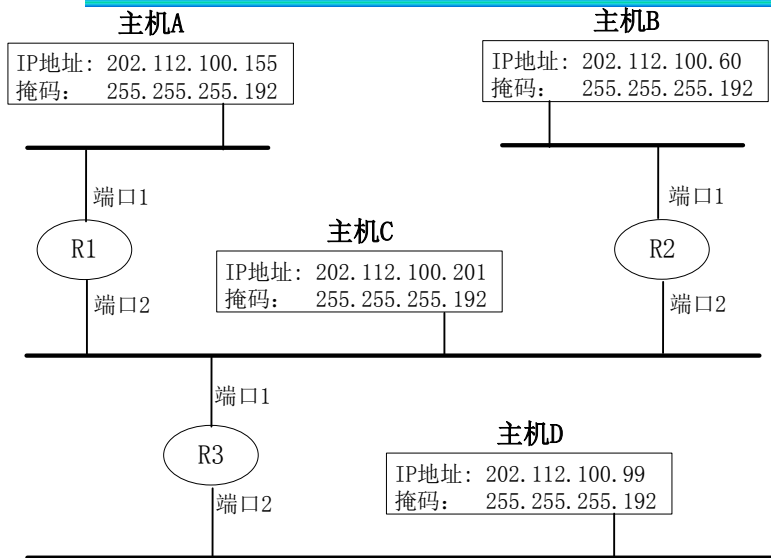 主机A
IP地址: 202.112.100.155
掩码: 255.255.255.192
主机B
IP地址: 202.112.100.60
掩码: 255.255.255.192
端口1
R1
端口2
主机C
IP地址: 202.112.100.201
掩码: 255.255.255.192
端口1
R2
端口2
端口1
R3
端口2
主机D
IP地址: 202.112.100.99
掩码: 255.255.255.192